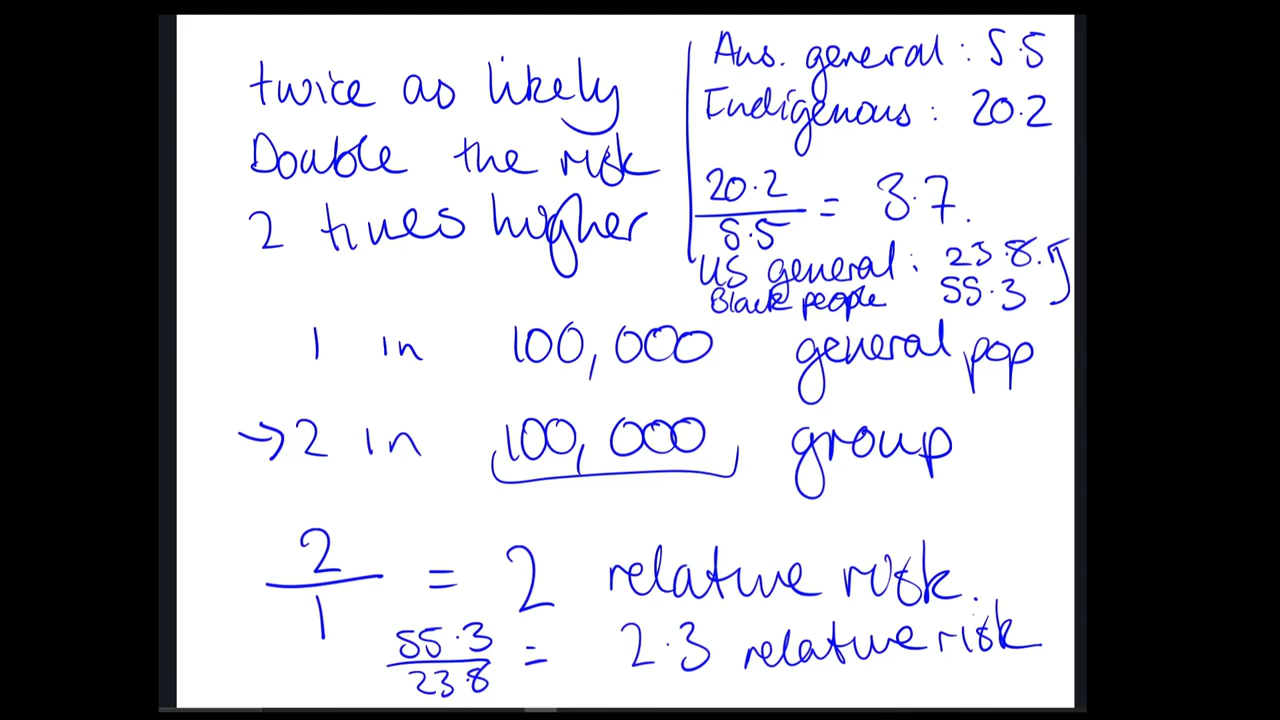 twice as likely
Double the risk
2 times higher
Aus. general : 5.5
Indigenous : 20.2
20.2
5.5
= 3.7.
US general : 23.8.
Black people 55.3
1 in 100,000 general pop
→ 2 in 100,000 group
2
1
= 2 relative risk.
55.3
23.8
= 2.3 relative risk